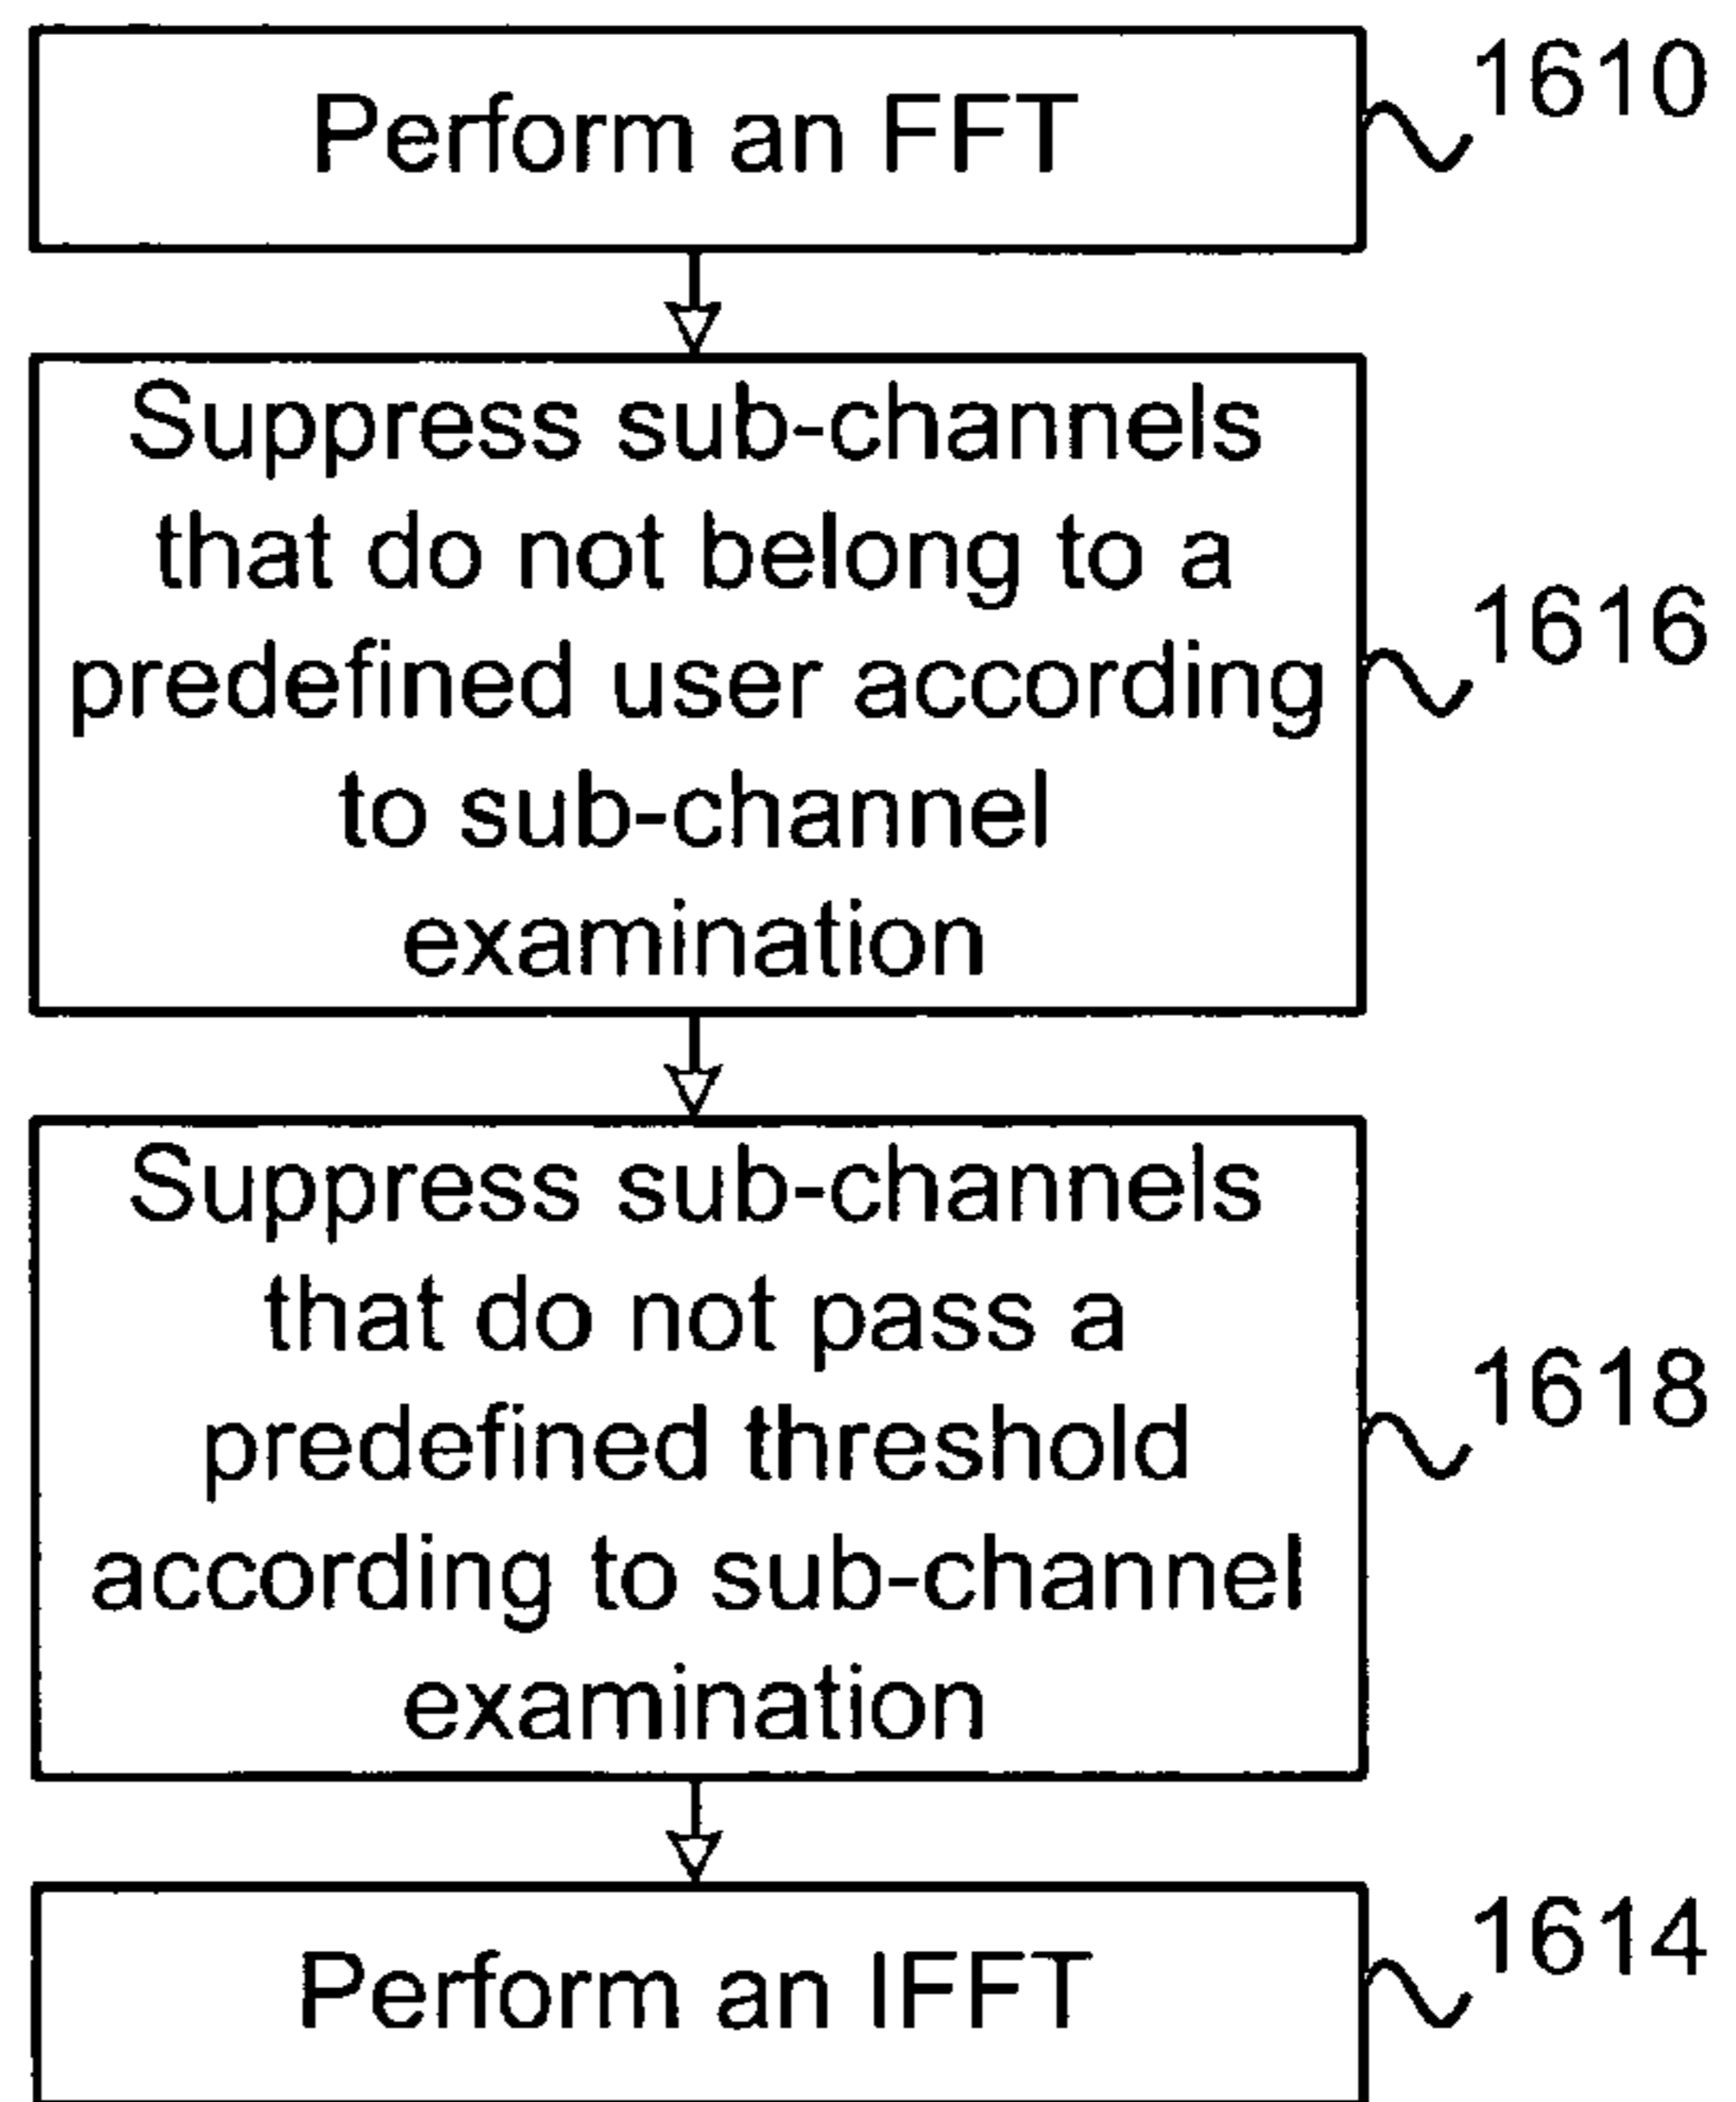 Perform an FFT
1610
Suppress sub-channels
that do not belong to a
predefined user according
to sub-channel
examination
1616
Suppress sub-channels
that do not pass a
predefined threshold
according to sub-channel
examination
1618
Perform an IFFT
1614